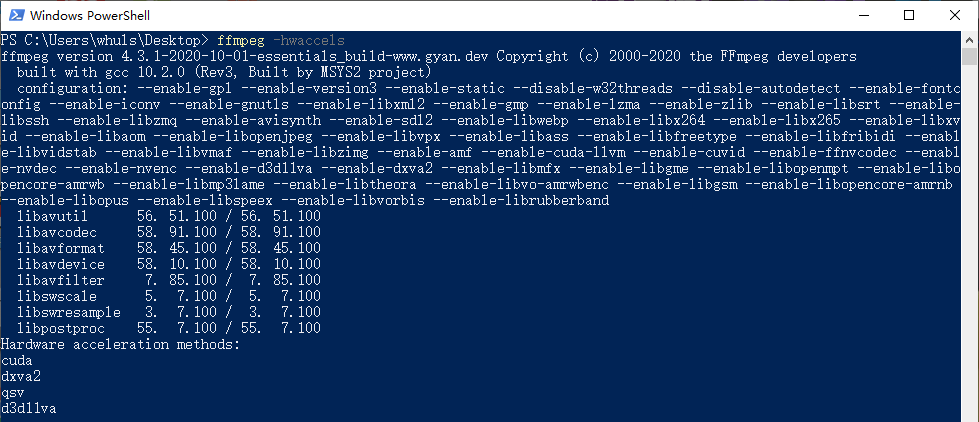 Windows PowerShell
PS C:\Users\whuls\Desktop> ffmpeg -hwaccels
ffmpeg version 4.3.1-2020-10-01-essentials_build-www.gyan.dev Copyright (c) 2000-2020 the FFmpeg developers
  built with gcc 10.2.0 (Rev3, Built by MSYS2 project)
  configuration: --enable-gpl --enable-version3 --enable-static --disable-w32threads --disable-autodetect --enable-fontc
onfig --enable-iconv --enable-gnutls --enable-libxml2 --enable-gmp --enable-lzma --enable-zlib --enable-libsrt --enable-
libssh --enable-libzmq --enable-avisynth --enable-sdl2 --enable-libwebp --enable-libx264 --enable-libx265 --enable-libxv
id --enable-libaom --enable-libopenjpeg --enable-libvpx --enable-libass --enable-libfreetype --enable-libfribidi --enabl
e-libvidstab --enable-libvmaf --enable-libzimg --enable-amf --enable-cuda-llvm --enable-cuvid --enable-ffnvcodec --enabl
e-nvdec --enable-nvenc --enable-d3d11va --enable-dxva2 --enable-libmfx --enable-libgme --enable-libopenmpt --enable-libo
pencore-amrwb --enable-libmp3lame --enable-libtheora --enable-libvo-amrwbenc --enable-libgsm --enable-libopencore-amrnb
--enable-libopus --enable-libspeex --enable-libvorbis --enable-librubberband
  libavutil      56. 51.100 / 56. 51.100
  libavcodec     58. 91.100 / 58. 91.100
  libavformat    58. 45.100 / 58. 45.100
  libavdevice    58. 10.100 / 58. 10.100
  libavfilter     7. 85.100 /  7. 85.100
  libswscale      5.  7.100 /  5.  7.100
  libswresample   3.  7.100 /  3.  7.100
  libpostproc    55.  7.100 / 55.  7.100
Hardware acceleration methods:
cuda
dxva2
qsv
d3d11va